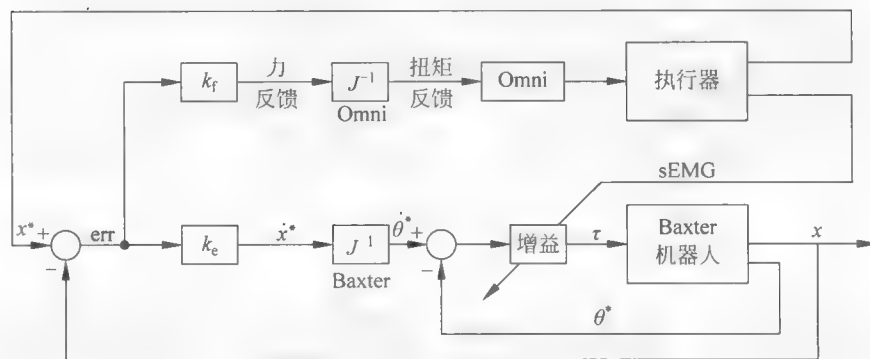 k_f
力
反馈
J⁻¹
Omni
扭矩
反馈
Omni
执行器
sEMG
x* +
−
err
k_e
ẋ*
J⁻¹
Baxter
θ̇* +
−
增益
τ
Baxter
机器人
x
θ*